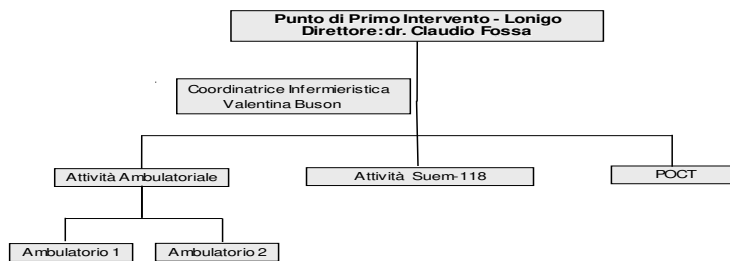 Punto di Primo Intervento - Lonigo
Direttore: dr. Claudio Fossa
Coordinatrice Infermieristica
Valentina Buson
Attività Ambulatoriale
Attività Suem-118
POCT
Ambulatorio 1
Ambulatorio 2